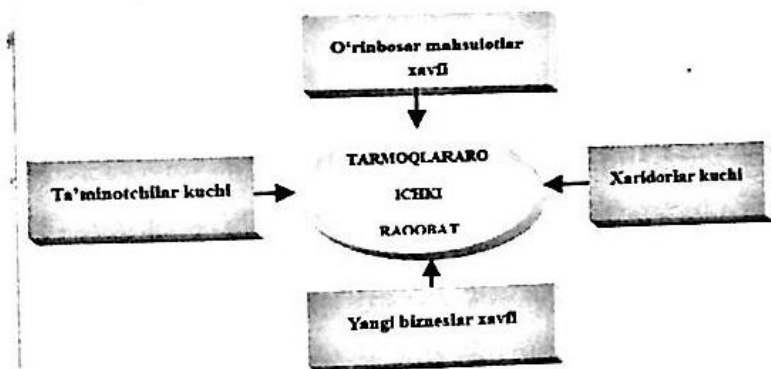 O‘rinbosar mahsulotlar
xavfi
Ta’minotchilar kuchi
TARMOQLARARO
ICHKI
RAQOBAT
Xaridorlar kuchi
Yangi bizneslar xavfi